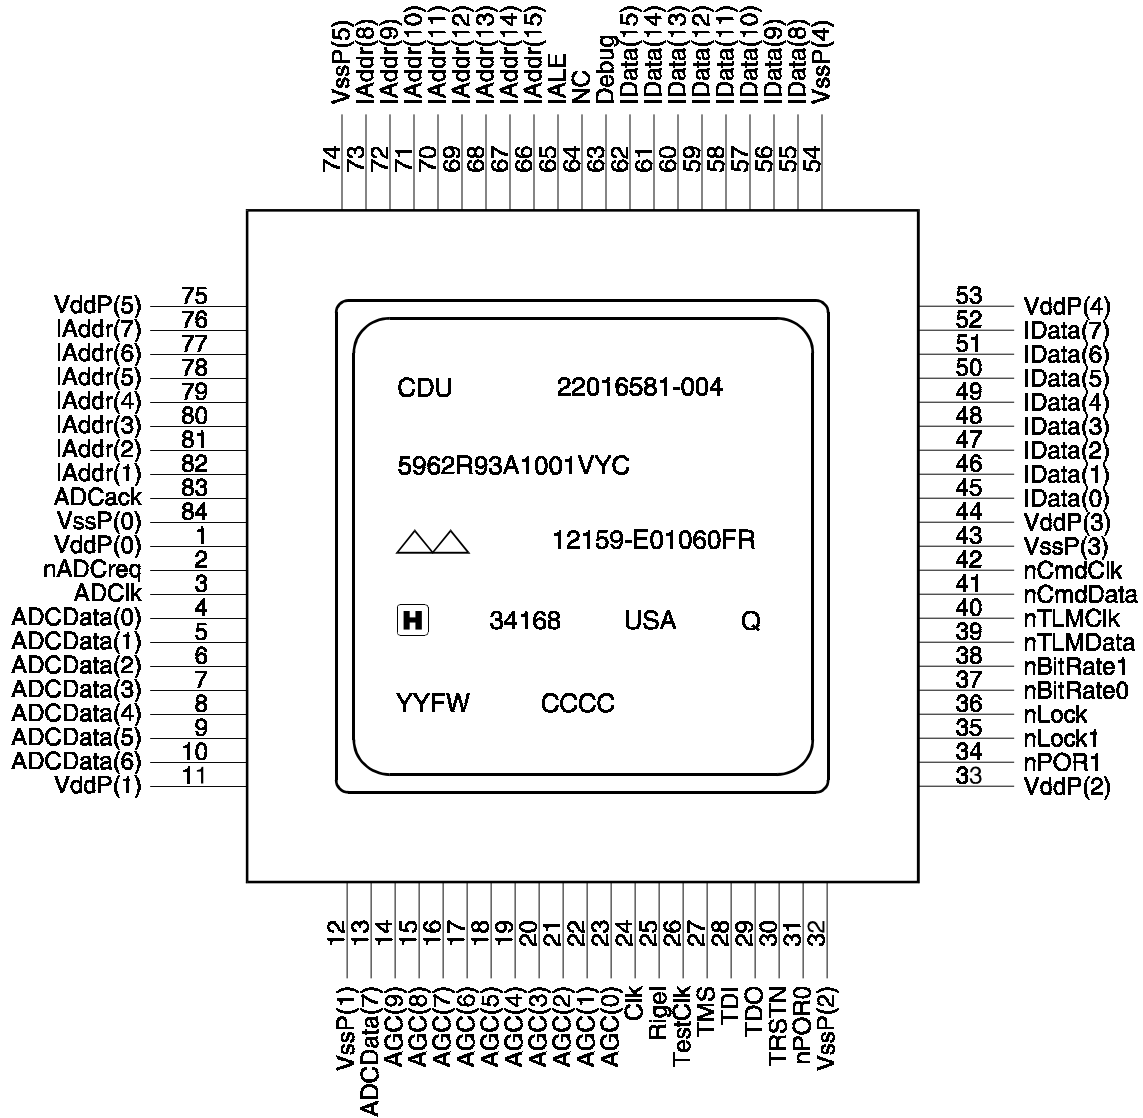 VssP(5) IAddr(8) IAddr(9) IAddr(10) IAddr(11) IAddr(12) IAddr(13) IAddr(14) IAddr(15) IALE NC Debug IData(15) IData(14) IData(13) IData(12) IData(11) IData(10) IData(9) IData(8) VssP(4)
74 73 72 71 70 69 68 67 66 65 64 63 62 61 60 59 58 57 56 55 54
VddP(5) 75
IAddr(7) 76
IAddr(6) 77
IAddr(5) 78
IAddr(4) 79
IAddr(3) 80
IAddr(2) 81
IAddr(1) 82
ADCack 83
VssP(0) 84
VddP(0) 1
nADCreq 2
ADClk 3
ADCData(0) 4
ADCData(1) 5
ADCData(2) 6
ADCData(3) 7
ADCData(4) 8
ADCData(5) 9
ADCData(6) 10
VddP(1) 11
CDU 22016581-004
5962R93A1001VYC
12159-E01060FR
H 34168 USA Q
YYFW CCCC
53 VddP(4)
52 IData(7)
51 IData(6)
50 IData(5)
49 IData(4)
48 IData(3)
47 IData(2)
46 IData(1)
45 IData(0)
44 VddP(3)
43 VssP(3)
42 nCmdClk
41 nCmdData
40 nTLMClk
39 nTLMData
38 nBitRate1
37 nBitRate0
36 nLock
35 nLock1
34 nPOR1
33 VddP(2)
12 13 14 15 16 17 18 19 20 21 22 23 24 25 26 27 28 29 30 31 32
VssP(1) ADCData(7) AGC(9) AGC(8) AGC(7) AGC(6) AGC(5) AGC(4) AGC(3) AGC(2) AGC(1) AGC(0) Clk Rigel TestClk TMS TDI TDO TRSTN nPOR0 VssP(2)